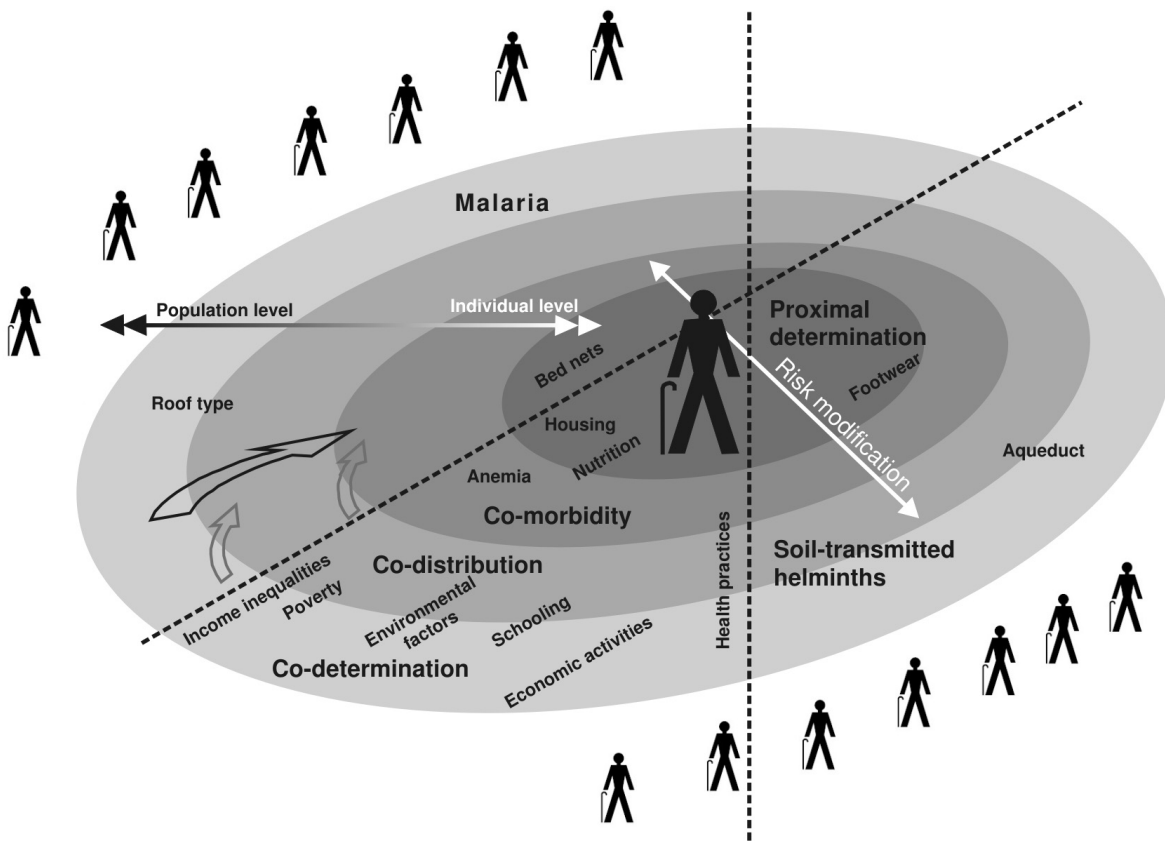 Malaria
Population level
Individual level
Proximal
determination
Bed nets
Footwear
Risk modification
Roof type
Housing
Nutrition
Aqueduct
Anemia
Co-morbidity
Health practices
Soil-transmitted
helminths
Co-distribution
Income inequalities
Poverty
Environmental
factors
Schooling
Co-determination
Economic activities